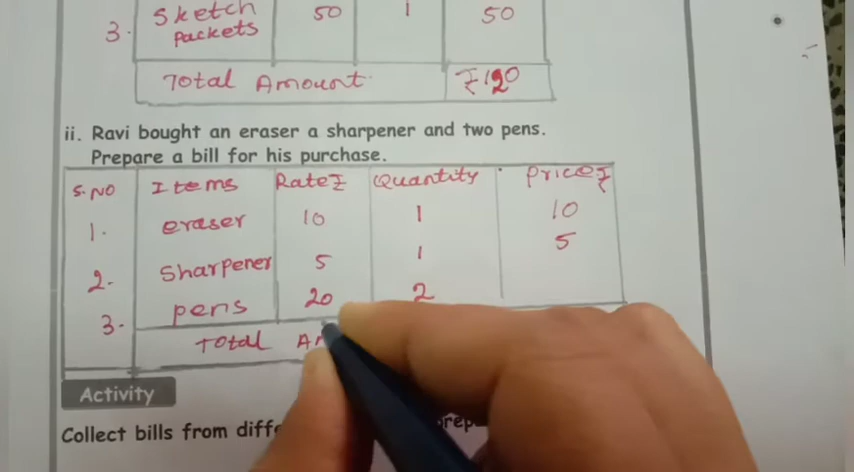 3. Sketch Packets 50 1 50
Total Amount ₹120
ii. Ravi bought an eraser a sharpener and two pens.
Prepare a bill for his purchase.
S.NO Items Rate₹ Quantity Price₹
1. eraser 10 1 10
2. Sharpener 5 1 5
3. pens 20 2
Total
Activity
Collect bills from